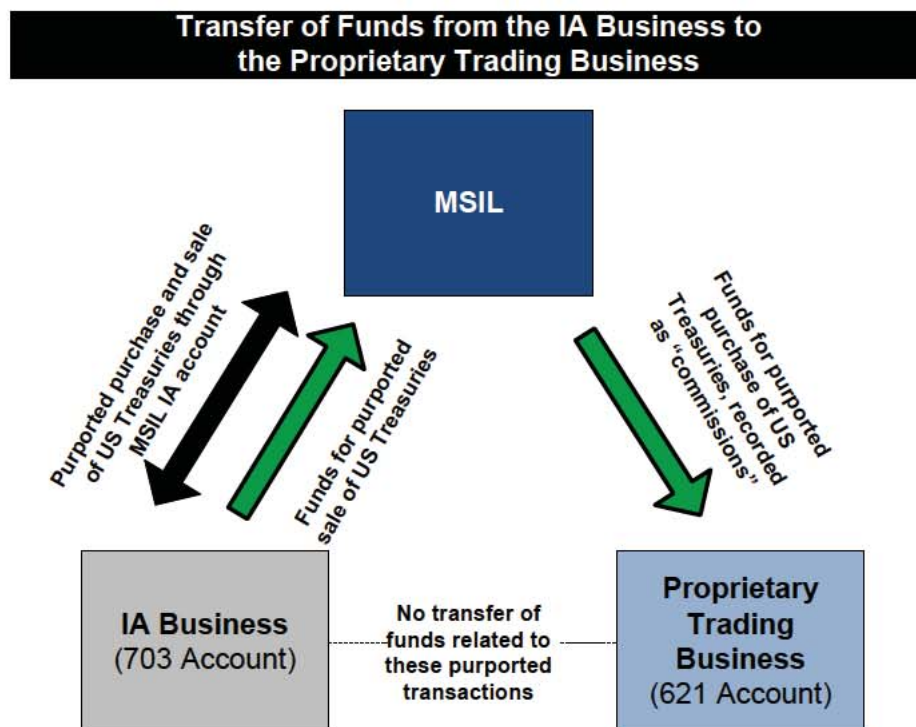 Transfer of Funds from the IA Business to
the Proprietary Trading Business
MSIL
Purported purchase and sale
of US Treasuries through
MSIL IA account
Funds for purported
sale of US Treasuries
Funds for purported
purchase of US
Treasuries, recorded
as “commissions”
IA Business
(703 Account)
No transfer of
funds related to
these purported
transactions
Proprietary
Trading
Business
(621 Account)